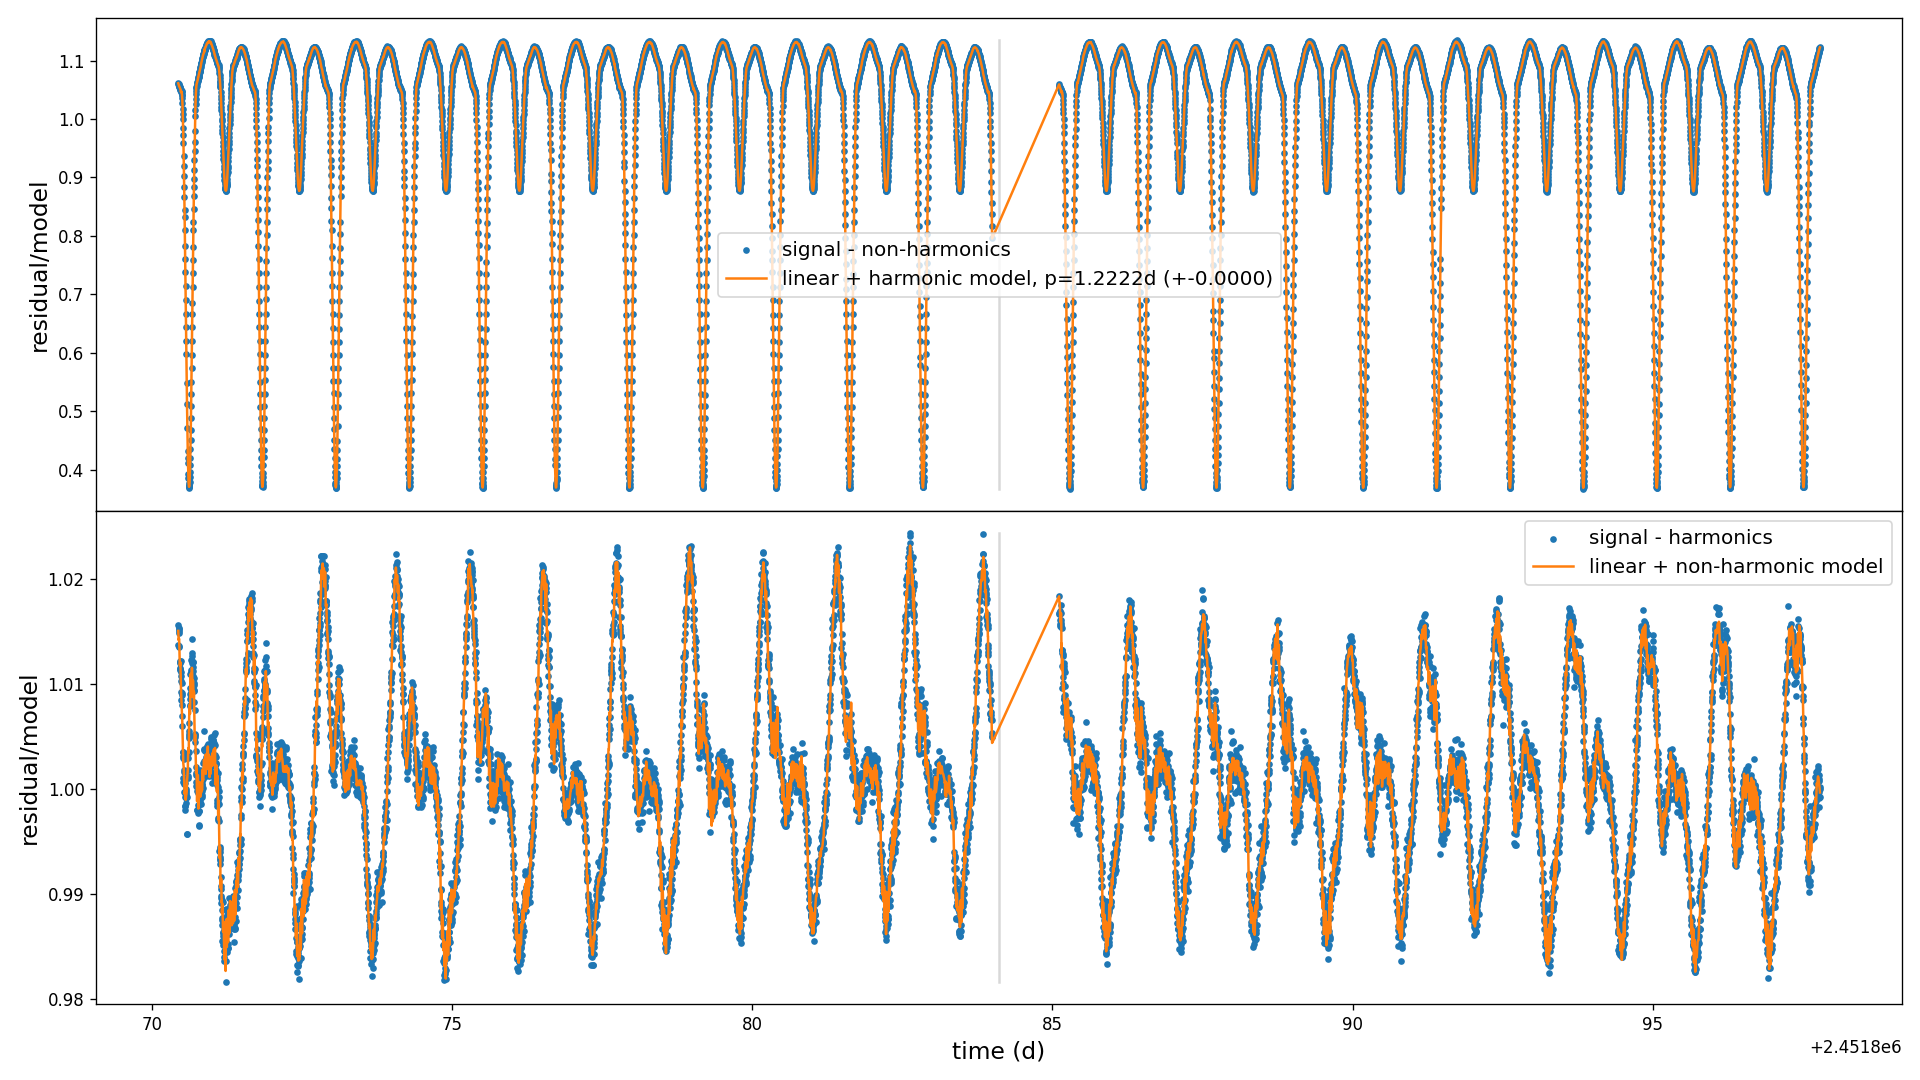 1.1
1.0
0.9
0.8
0.7
0.6
0.5
0.4
residual/model
signal - non-harmonics
linear + harmonic model, p=1.2222d (+-0.0000)
1.02
1.01
1.00
0.99
0.98
residual/model
signal - harmonics
linear + non-harmonic model
70
75
80
85
90
95
time (d)
+2.4518e6